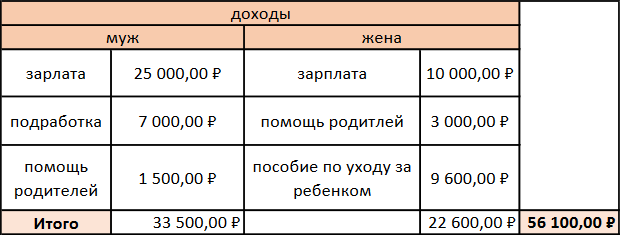 доходы
муж жена
зарлата 25 000,00 ₽ зарплата 10 000,00 ₽
подработка 7 000,00 ₽ помощь родитлей 3 000,00 ₽
помощь
родителей 1 500,00 ₽ пособие по уходу за
ребенком 9 600,00 ₽
Итого 33 500,00 ₽ 22 600,00 ₽ 56 100,00 ₽